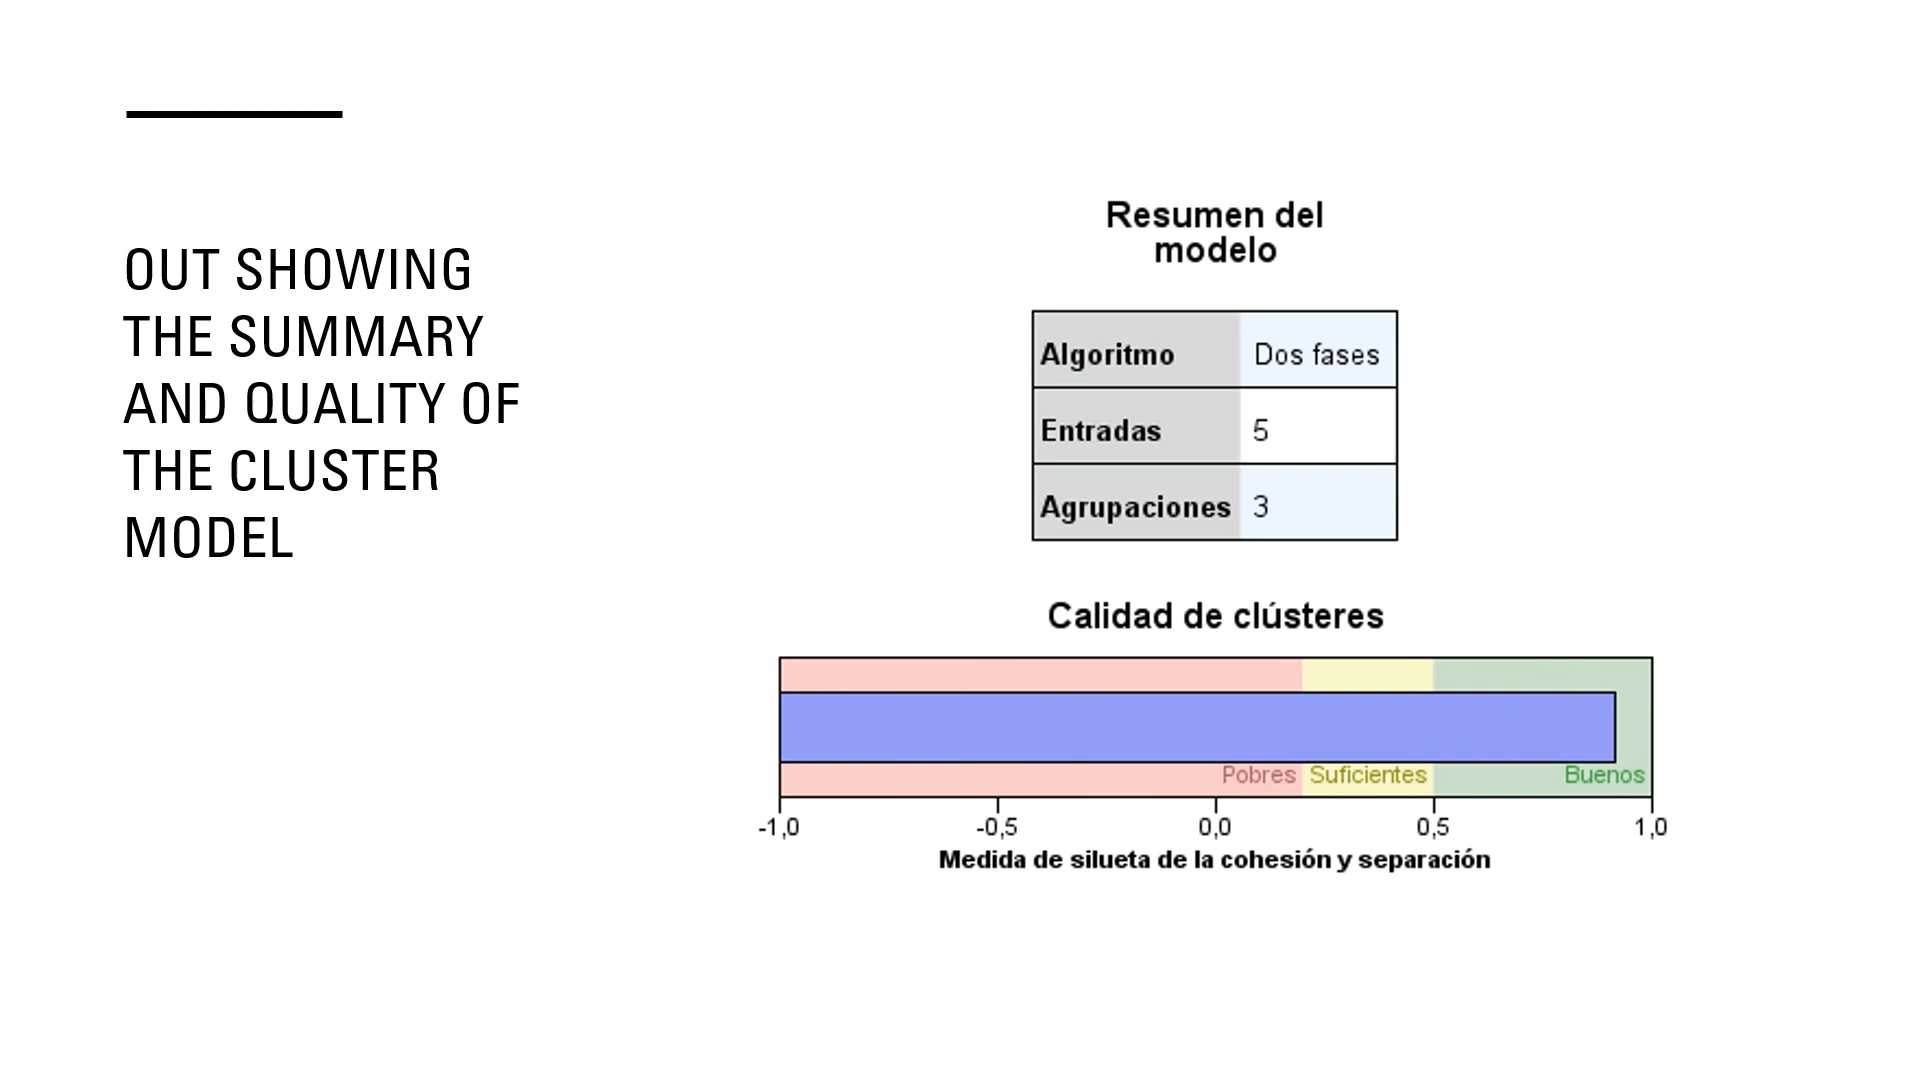 OUT SHOWING
THE SUMMARY
AND QUALITY OF
THE CLUSTER
MODEL
Resumen del
modelo
Algoritmo Dos fases
Entradas 5
Agrupaciones 3
Calidad de clústeres
Pobres Suficientes Buenos
-1,0 -0,5 0,0 0,5 1,0
Medida de silueta de la cohesión y separación